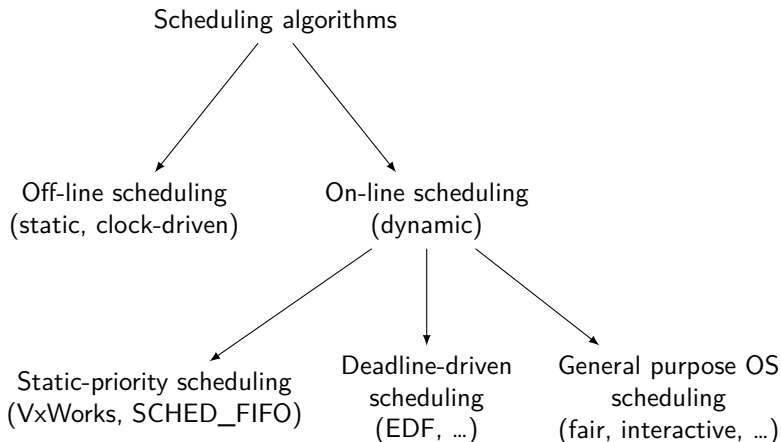 Scheduling algorithms
Off-line scheduling
(static, clock-driven)
On-line scheduling
(dynamic)
Static-priority scheduling
(VxWorks, SCHED_FIFO)
Deadline-driven
scheduling
(EDF, …)
General purpose OS
scheduling
(fair, interactive, …)